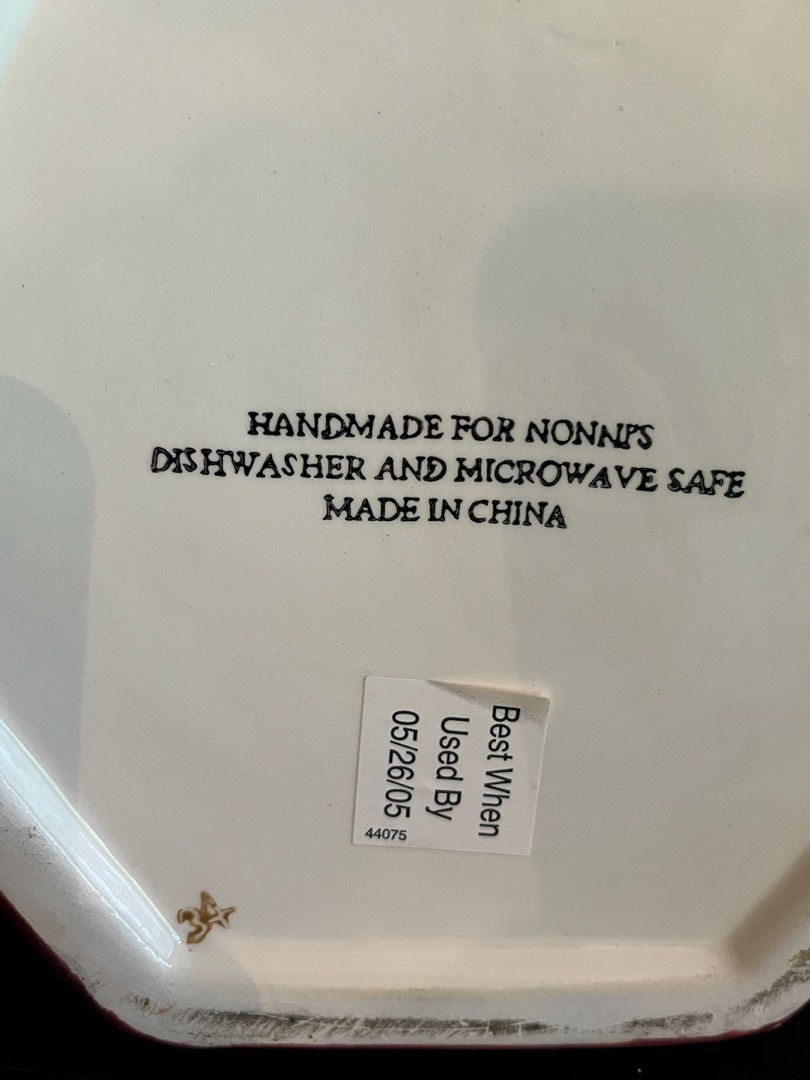 HANDMADE FOR NONNI'S
DISHWASHER AND MICROWAVE SAFE
MADE IN CHINA
Best When
Used By
05/26/05
44075